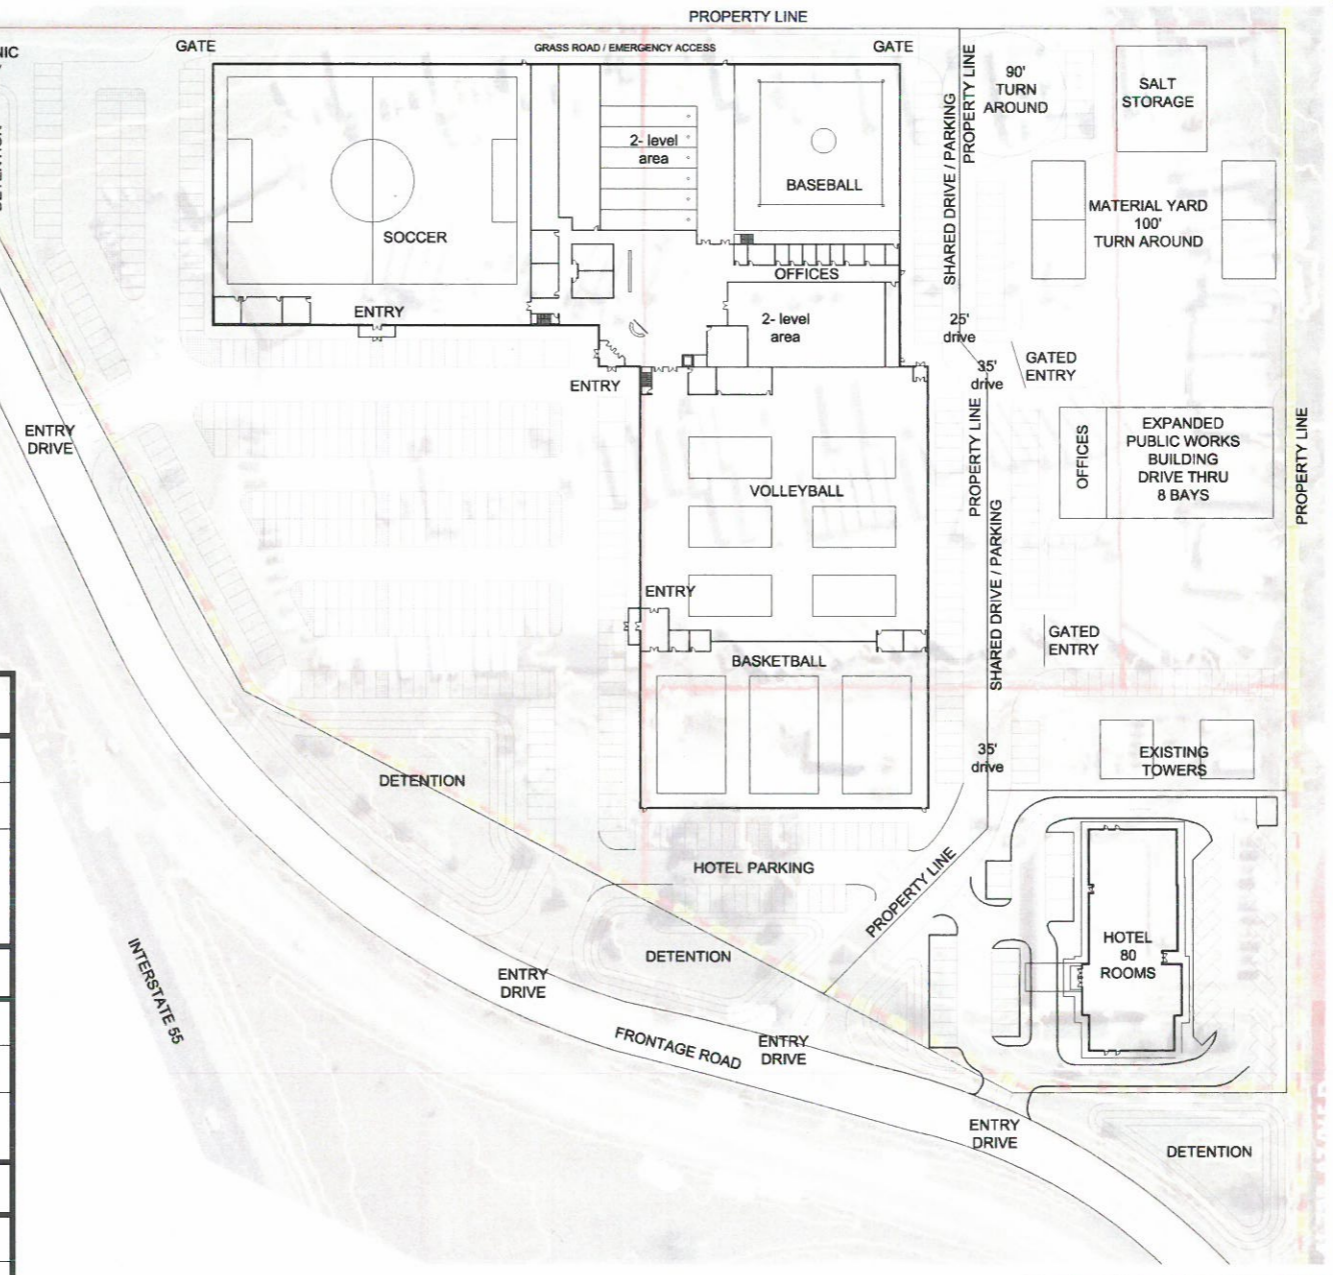 PROPERTY LINE
GATE
GRASS ROAD / EMERGENCY ACCESS
GATE
PROPERTY LINE
SHARED DRIVE / PARKING
90'
TURN
AROUND
SALT
STORAGE
2- level
area
BASEBALL
SOCCER
MATERIAL YARD
100'
TURN AROUND
OFFICES
ENTRY
2- level
area
25'
drive
35'
drive
GATED
ENTRY
ENTRY
ENTRY
DRIVE
PROPERTY LINE
OFFICES
EXPANDED
PUBLIC WORKS
BUILDING
DRIVE THRU
8 BAYS
PROPERTY LINE
VOLLEYBALL
SHARED DRIVE / PARKING
ENTRY
GATED
ENTRY
BASKETBALL
35'
drive
EXISTING
TOWERS
DETENTION
HOTEL PARKING
PROPERTY LINE
HOTEL
80
ROOMS
DETENTION
INTERSTATE 55
ENTRY
DRIVE
FRONTAGE ROAD
ENTRY
DRIVE
ENTRY
DRIVE
DETENTION